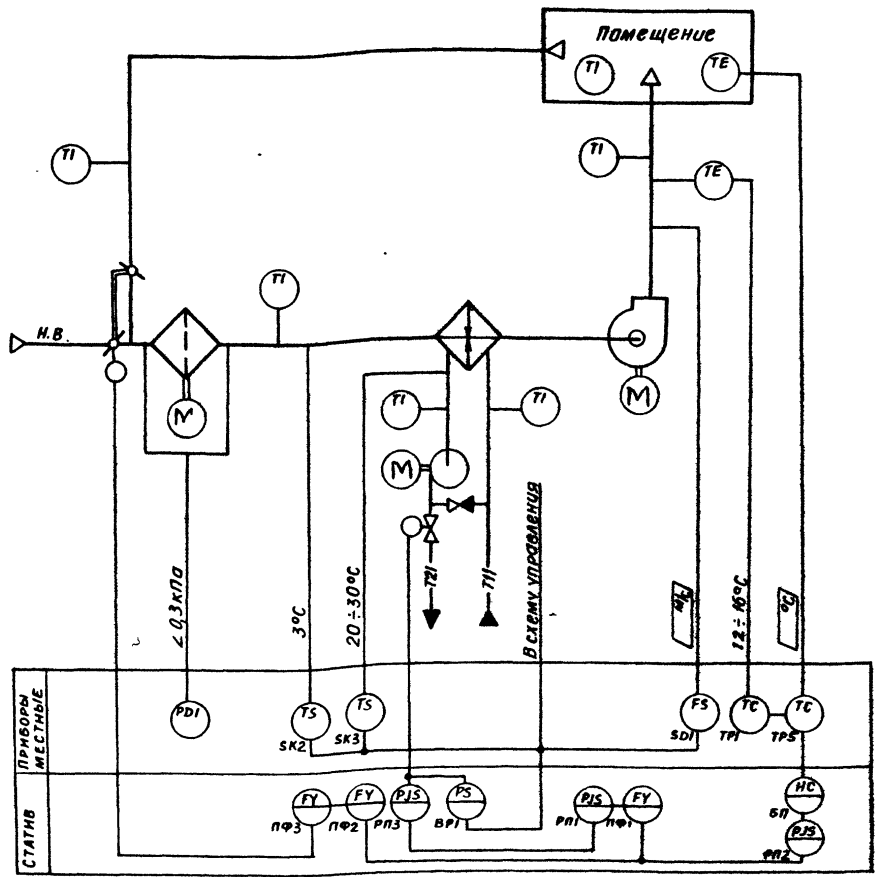 Помещение
TI
TE
TI
TI
TE
TI
Н.В.
M
M
TI
TI
M
<0,3кПа
3°С
20÷30°С
T21
T11
В схему управления
м/с
12÷16°С
°С
ПРИБОРЫ
МЕСТНЫЕ
PDI
TS
SK2
TS
SK3
FS
SD1
TC
TP1
TC
TP5
СТАТИВ
FY
ПФ3
FY
ПФ2
PJS
РП3
PS
ВР1
PJS
РП1
FY
ПФ1
HC
БП
PJS
РП2